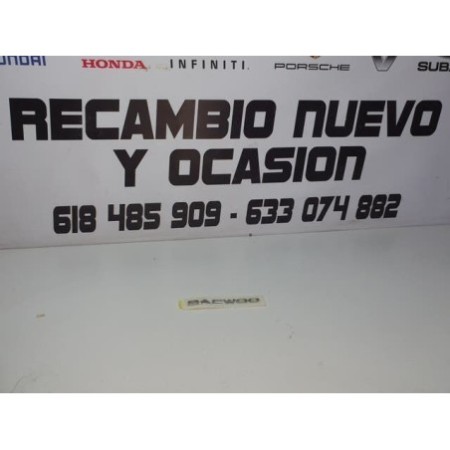 HONDA INFINITI. PORSCHE
RECAMBIO NUEVO
Y OCASION
618 485 909 - 633 074 882
DAEWOO